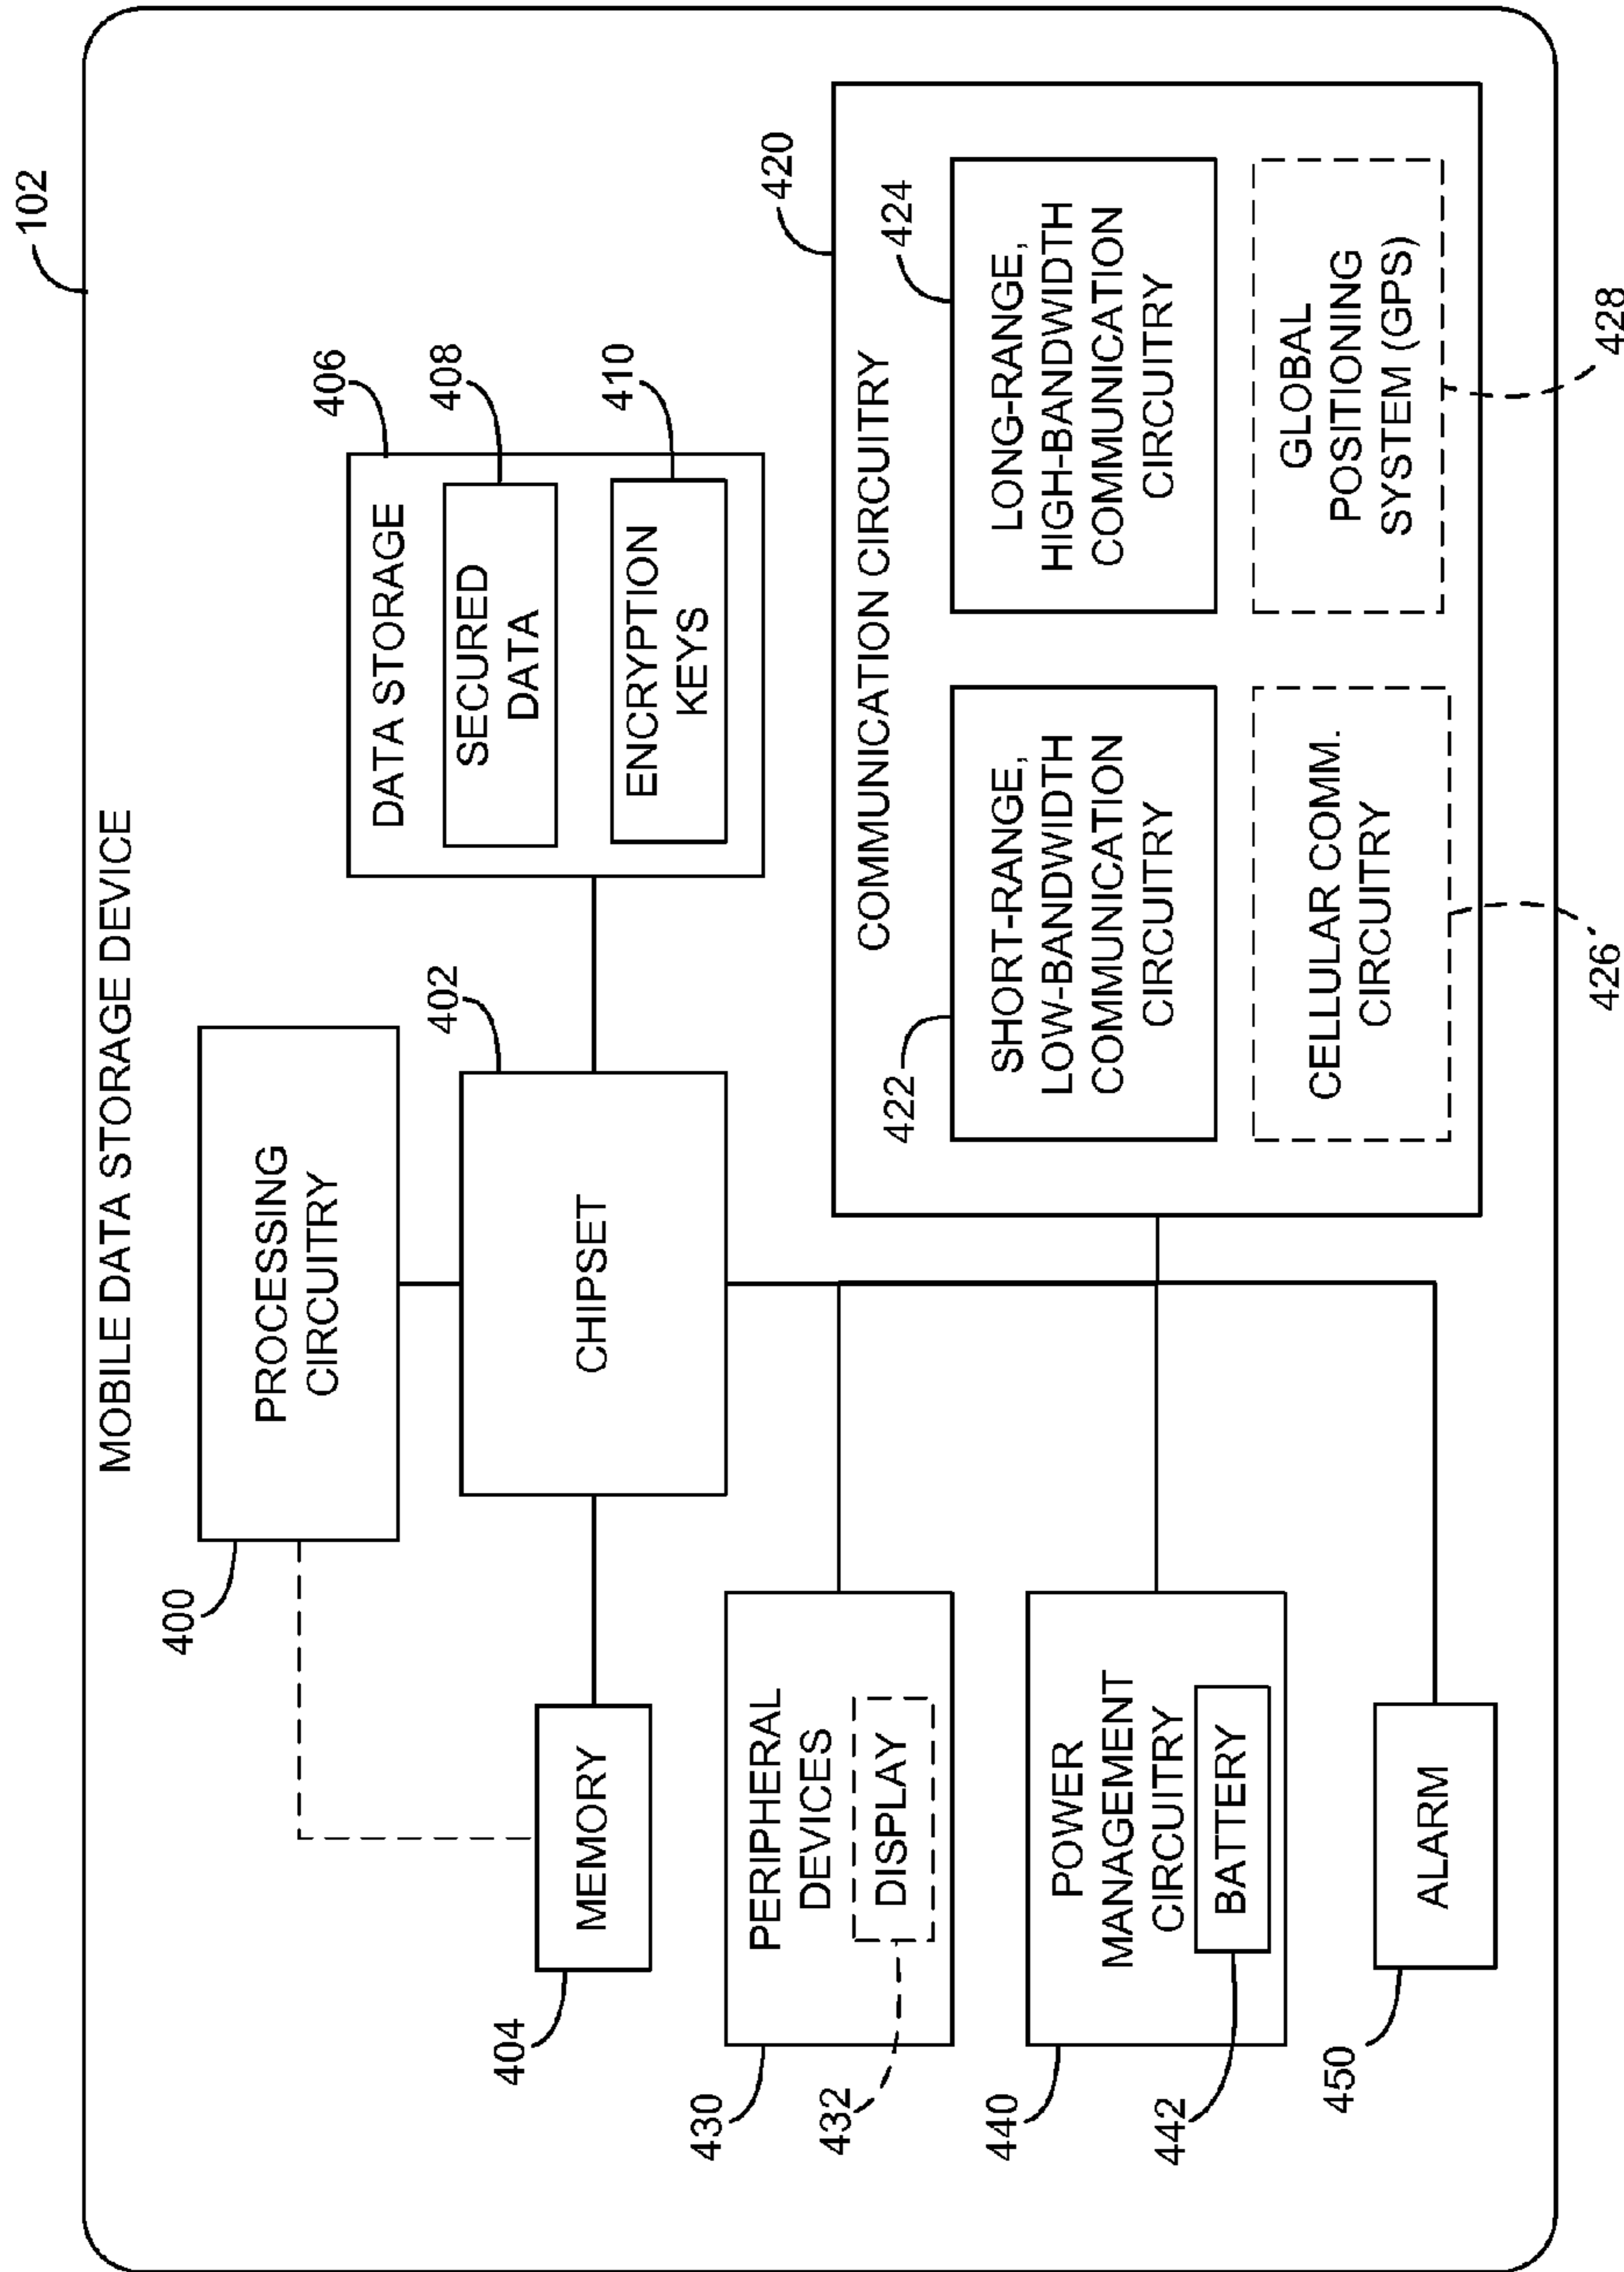 102
MOBILE DATA STORAGE DEVICE
400
PROCESSING
CIRCUITRY
402
CHIPSET
404
MEMORY
406
DATA STORAGE
408
SECURED
DATA
410
ENCRYPTION
KEYS
430
PERIPHERAL
DEVICES
432
DISPLAY
440
POWER
MANAGEMENT
CIRCUITRY
442
BATTERY
450
ALARM
420
COMMUNICATION CIRCUITRY
422
SHORT-RANGE,
LOW-BANDWIDTH
COMMUNICATION
CIRCUITRY
424
LONG-RANGE,
HIGH-BANDWIDTH
COMMUNICATION
CIRCUITRY
CELLULAR COMM.
CIRCUITRY
426
GLOBAL
POSITIONING
SYSTEM (GPS)
428